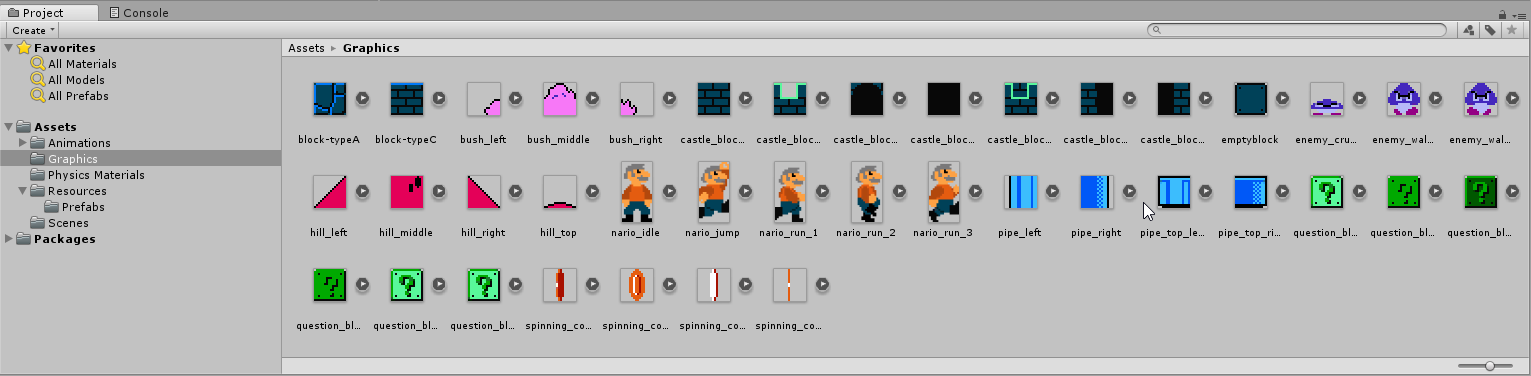 Project
Console
Create
Favorites
All Materials
All Models
All Prefabs
Assets
Animations
Graphics
Physics Materials
Resources
Prefabs
Scenes
Packages
Assets ▸ Graphics
block-typeA block-typeC bush_left bush_middle bush_right castle_bloc... castle_bloc... castle_bloc... castle_bloc... castle_bloc... castle_bloc... castle_bloc... emptyblock enemy_cru... enemy_wal... enemy_wal...
hill_left hill_middle hill_right hill_top nario_idle nario_jump nario_run_1 nario_run_2 nario_run_3 pipe_left pipe_right pipe_top_le... pipe_top_ri... question_bl... question_bl... question_bl...
question_bl... question_bl... question_bl... spinning_co... spinning_co... spinning_co... spinning_co...